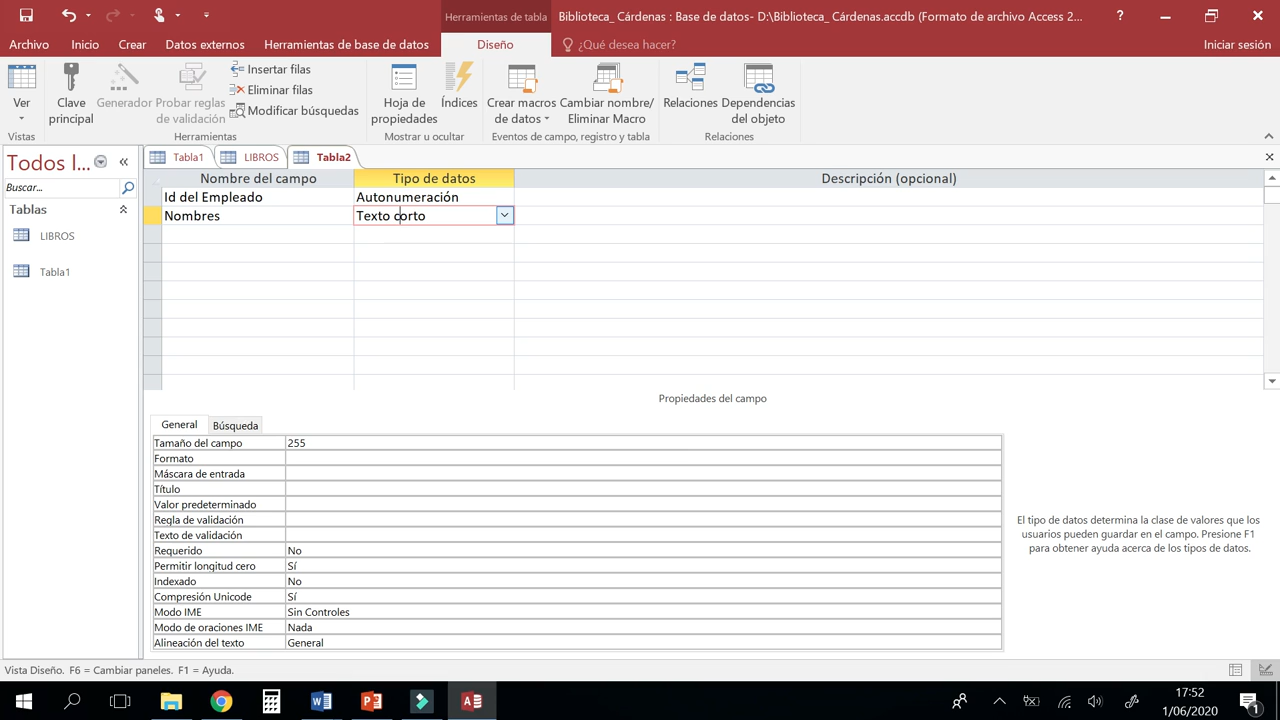 Herramientas de tabla
Biblioteca_ Cárdenas : Base de datos- D:\Biblioteca_ Cárdenas.accdb (Formato de archivo Access 2...
?
Archivo
Inicio
Crear
Datos externos
Herramientas de base de datos
Diseño
¿Qué desea hacer?
Iniciar sesión
Ver
Clave
principal
Generador
Probar reglas
de validación
Insertar filas
Eliminar filas
Modificar búsquedas
Hoja de
propiedades
Índices
Crear macros
de datos
Cambiar nombre/
Eliminar Macro
Relaciones
Dependencias
del objeto
Vistas
Herramientas
Mostrar u ocultar
Eventos de campo, registro y tabla
Relaciones
Todos l...
Buscar...
Tablas
LIBROS
Tabla1
Tabla1
LIBROS
Tabla2
Nombre del campo
Tipo de datos
Descripción (opcional)
Id del Empleado
Autonumeración
Nombres
Texto corto
Propiedades del campo
General
Búsqueda
Tamaño del campo 255
Formato
Máscara de entrada
Título
Valor predeterminado
Regla de validación
Texto de validación
Requerido No
Permitir longitud cero Sí
Indexado No
Compresión Unicode Sí
Modo IME Sin Controles
Modo de oraciones IME Nada
Alineación del texto General
El tipo de datos determina la clase de valores que los
usuarios pueden guardar en el campo. Presione F1
para obtener ayuda acerca de los tipos de datos.
Vista Diseño. F6 = Cambiar paneles. F1 = Ayuda.
17:52
1/06/2020
1